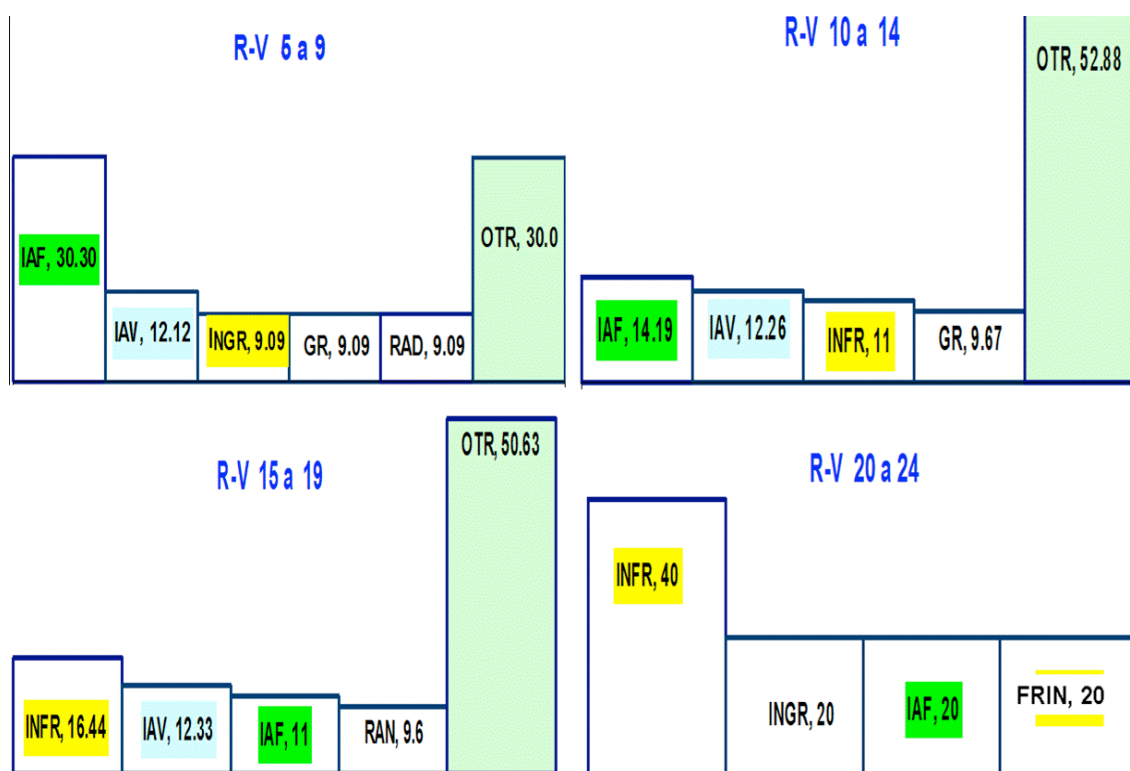 R-V 5 a 9
IAF, 30.30
IAV, 12.12
INGR, 9.09
GR, 9.09
RAD, 9.09
OTR, 30.0
R-V 10 a 14
IAF, 14.19
IAV, 12.26
INFR, 11
GR, 9.67
OTR, 52.88
R-V 15 a 19
INFR, 16.44
IAV, 12.33
IAF, 11
RAN, 9.6
OTR, 50.63
R-V 20 a 24
INFR, 40
INGR, 20
IAF, 20
FRIN, 20